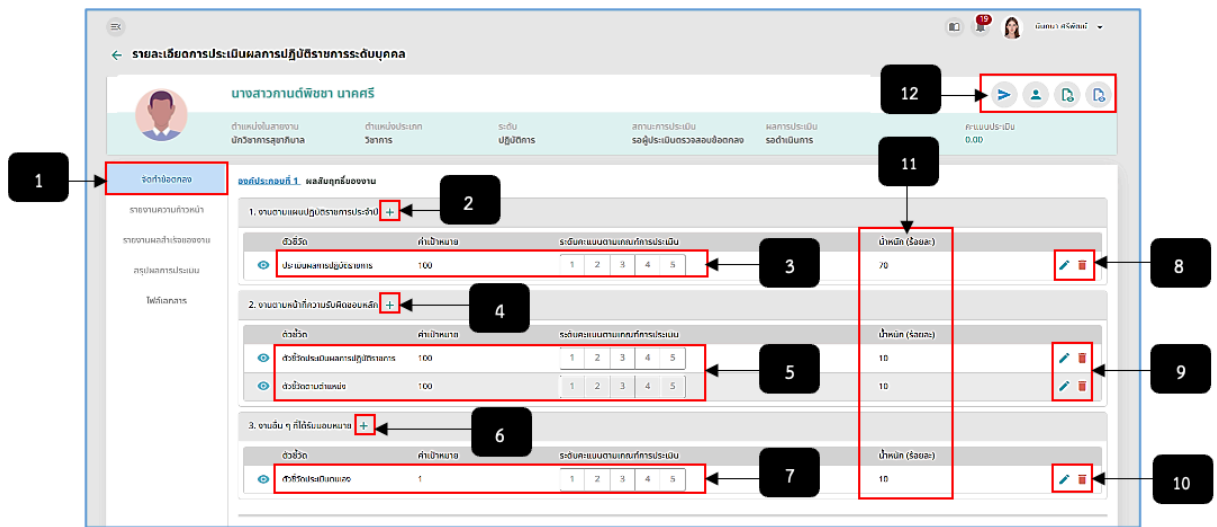 19
นันทนา ศรีพิพัฒน์
รายละเอียดการประเมินผลการปฏิบัติราชการระดับบุคคล
12
นางสาวกานต์พิชชา นาคศรี
ตำแหน่งในสายงาน ตำแหน่งประเภท ระดับ สถานะการประเมิน ผลการประเมิน คะแนนประเมิน
นักวิชาการสุขาภิบาล วิชาการ ปฏิบัติการ รอผู้ประเมินตรวจสอบข้อตกลง รอดำเนินการ 0.00
11
1
จัดทำข้อตกลง
องค์ประกอบที่ 1 ผลสัมฤทธิ์ของงาน
2
รายงานความก้าวหน้า
1. งานตามแผนปฏิบัติราชการประจำปี +
รายงานผลสำเร็จของงาน
ตัวชี้วัด ค่าเป้าหมาย ระดับคะแนนตามเกณฑ์การประเมิน น้ำหนัก (ร้อยละ)
ประเมินผลการปฏิบัติราชการ 100 1 2 3 4 5 70
3
8
สรุปผลการประเมิน
ไฟล์เอกสาร
2. งานตามหน้าที่ความรับผิดชอบหลัก +
4
ตัวชี้วัด ค่าเป้าหมาย ระดับคะแนนตามเกณฑ์การประเมิน น้ำหนัก (ร้อยละ)
ตัวชี้วัดประเมินผลการปฏิบัติราชการ 100 1 2 3 4 5 10
5
9
ตัวชี้วัดตามตำแหน่ง 100 1 2 3 4 5 10
3. งานอื่น ๆ ที่ได้รับมอบหมาย +
6
ตัวชี้วัด ค่าเป้าหมาย ระดับคะแนนตามเกณฑ์การประเมิน น้ำหนัก (ร้อยละ)
ตัวชี้วัดประเมินตนเอง 1 1 2 3 4 5 10
7
10